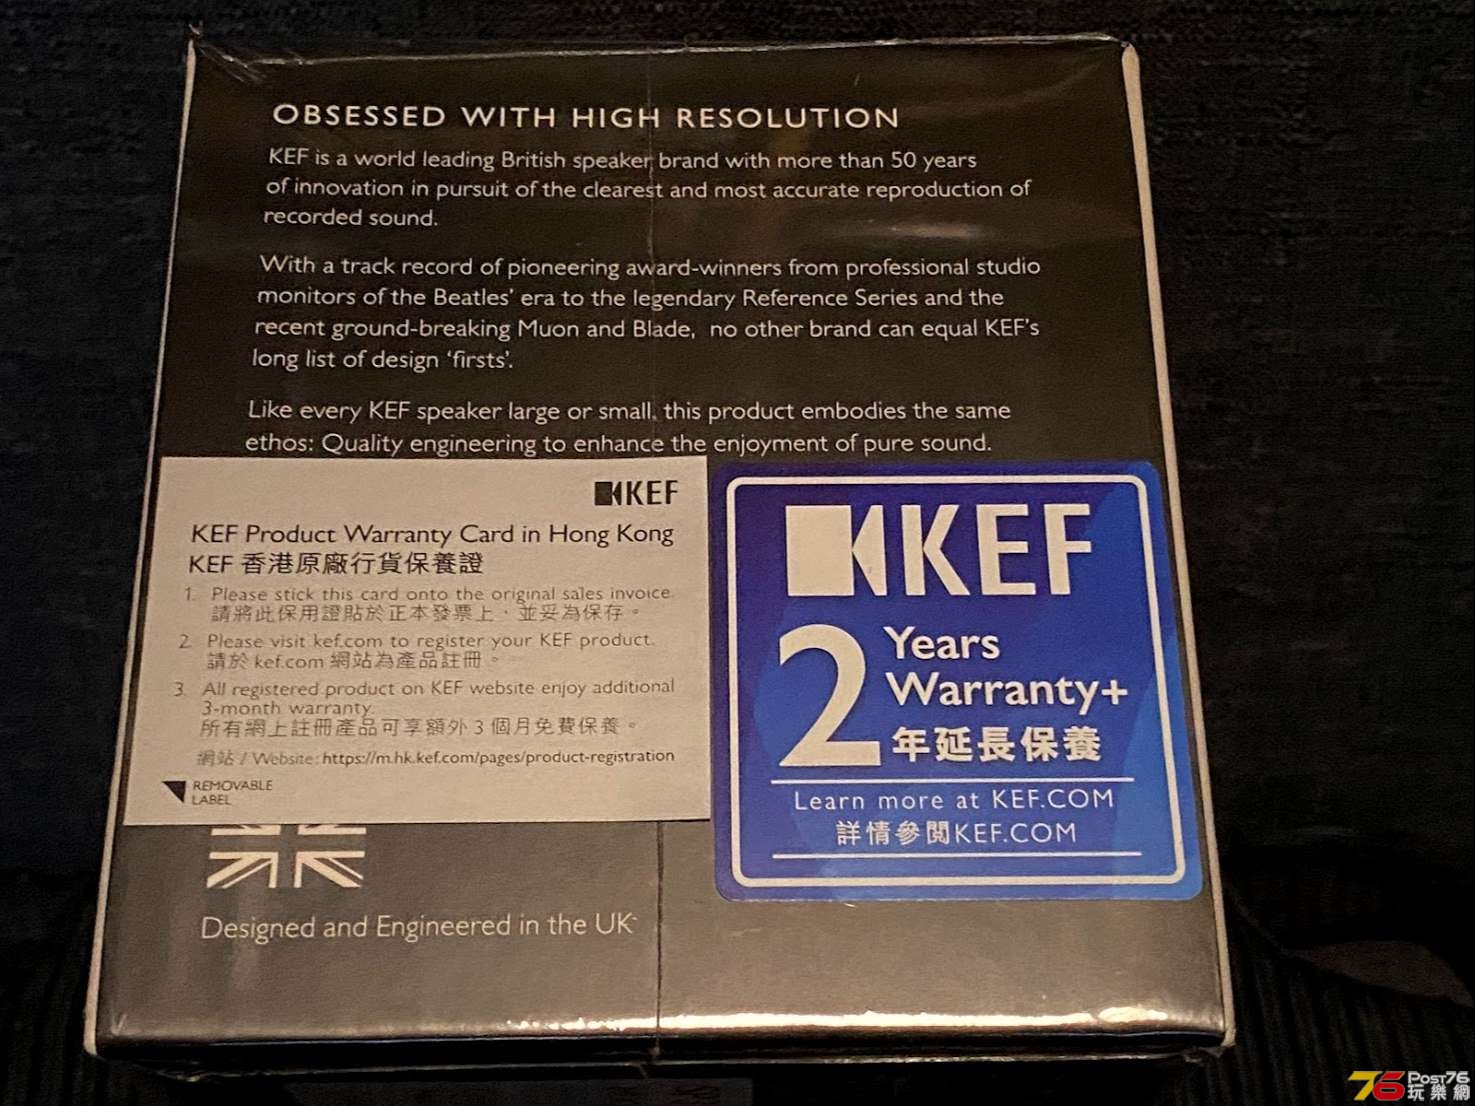 OBSESSED WITH HIGH RESOLUTION
KEF is a world leading British speaker brand with more than 50 years
of innovation in pursuit of the clearest and most accurate reproduction of
recorded sound.
With a track record of pioneering award-winners from professional studio
monitors of the Beatles' era to the legendary Reference Series and the
recent ground-breaking Muon and Blade, no other brand can equal KEF's
long list of design 'firsts'.
Like every KEF speaker large or small, this product embodies the same
ethos: Quality engineering to enhance the enjoyment of pure sound.
KEF
KEF Product Warranty Card in Hong Kong
KEF 香港原廠行貨保養證
1. Please stick this card onto the original sales invoice.
請將此保用證貼於正本發票上，並妥為保存。
2. Please visit kef.com to register your KEF product.
請於 kef.com 網站為產品註冊。
3. All registered product on KEF website enjoy additional
3-month warranty.
所有網上註冊產品可享額外 3 個月免費保養。
網站 / Website: https://m.hk.kef.com/pages/product-registration
REMOVABLE
LABEL
KEF
2 Years
Warranty+
年延長保養
Learn more at KEF.COM
詳情參閱KEF.COM
Designed and Engineered in the UK
76 Post76
玩樂網